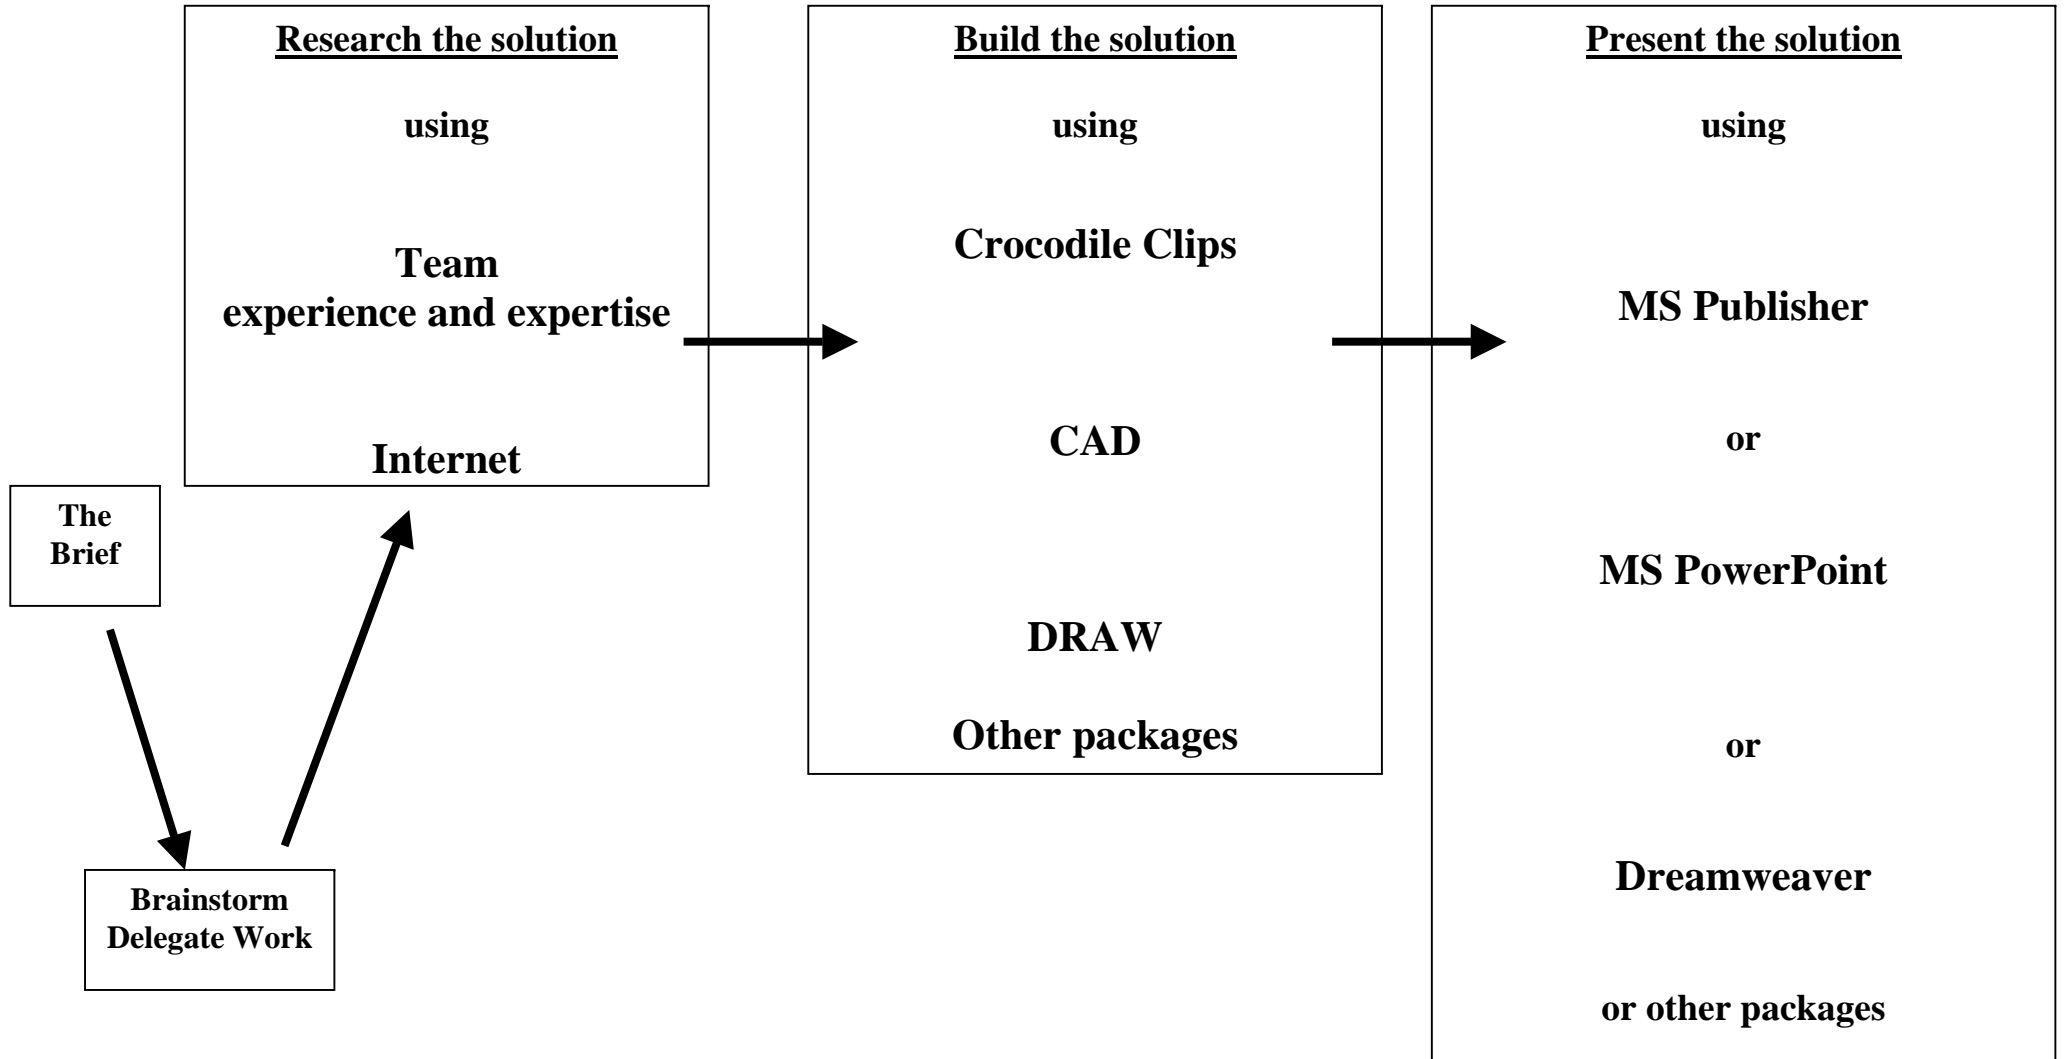 The
Brief
Brainstorm
Delegate Work
Research the solution
using
Team
experience and expertise
Internet
Build the solution
using
Crocodile Clips
CAD
DRAW
Other packages
Present the solution
using
MS Publisher
or
MS PowerPoint
or
Dreamweaver
or other packages